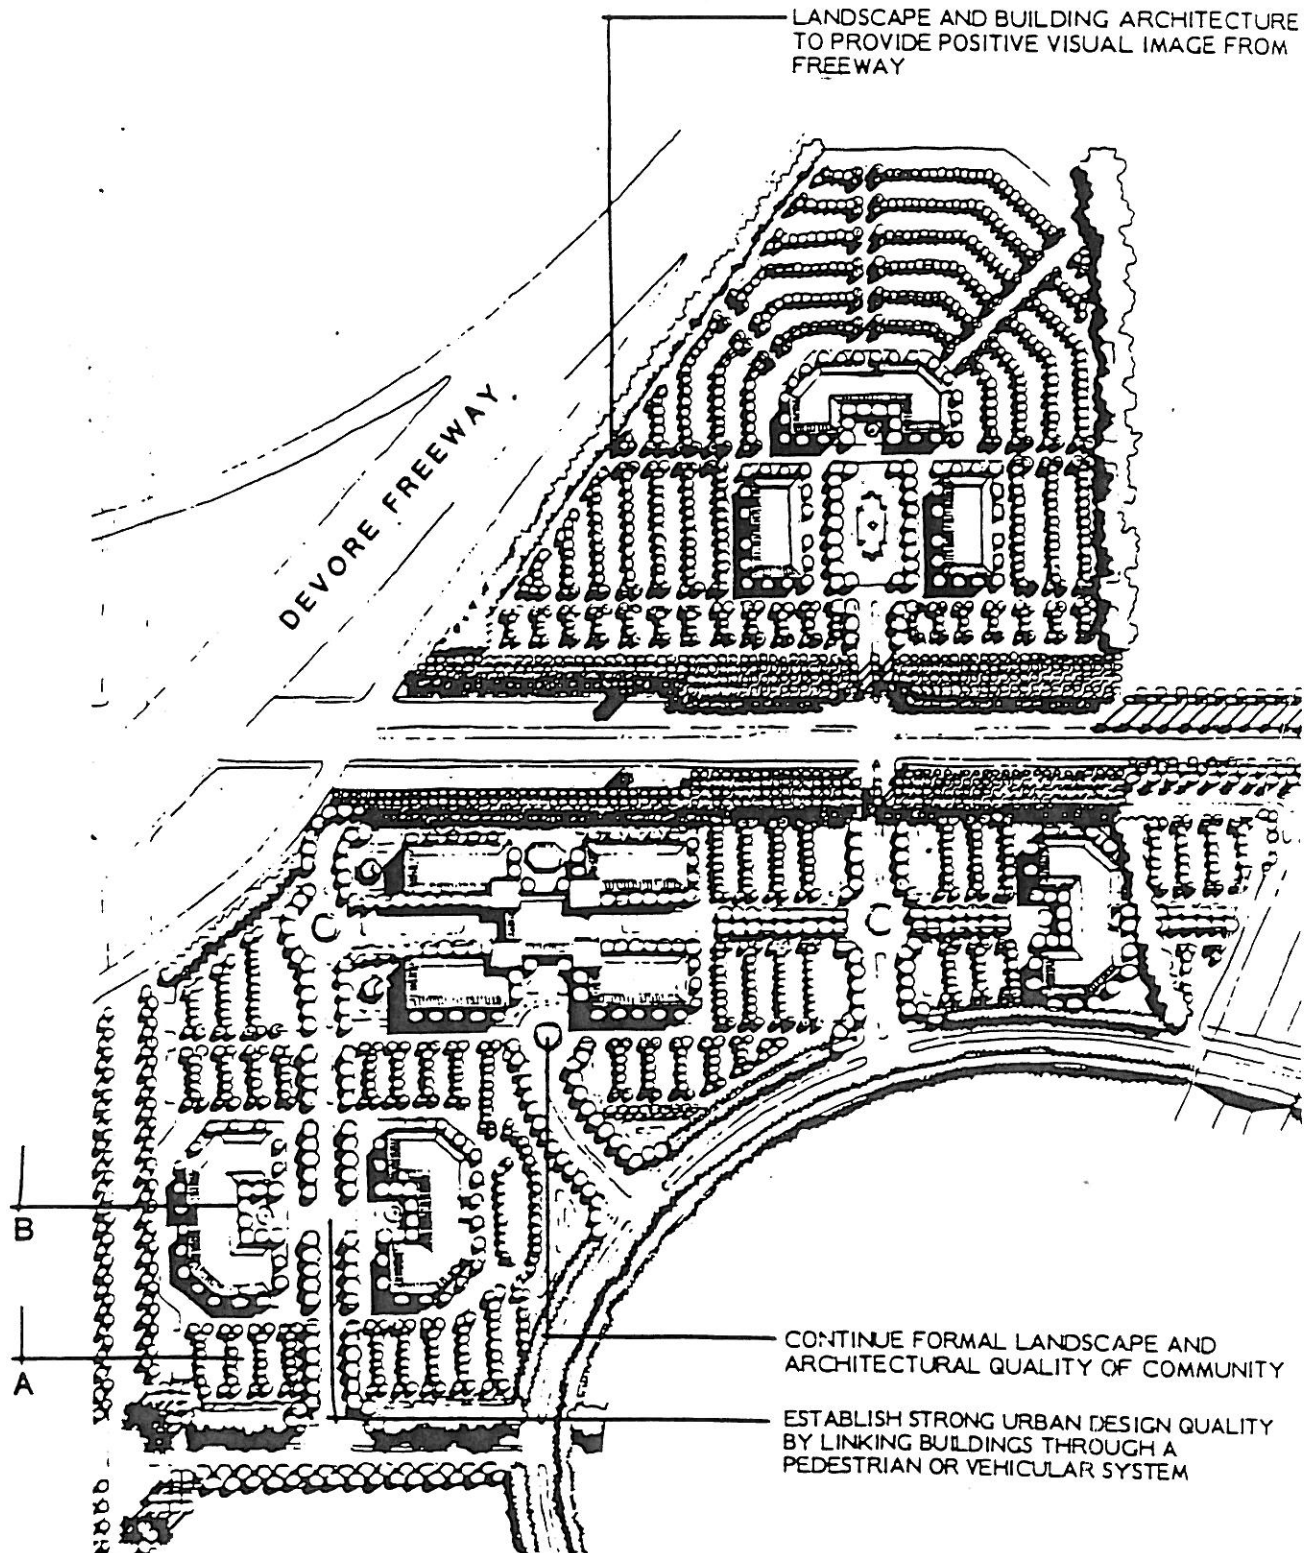 LANDSCAPE AND BUILDING ARCHITECTURE
TO PROVIDE POSITIVE VISUAL IMAGE FROM
FREEWAY
DEVORE FREEWAY
B
A
CONTINUE FORMAL LANDSCAPE AND
ARCHITECTURAL QUALITY OF COMMUNITY
ESTABLISH STRONG URBAN DESIGN QUALITY
BY LINKING BUILDINGS THROUGH A
PEDESTRIAN OR VEHICULAR SYSTEM